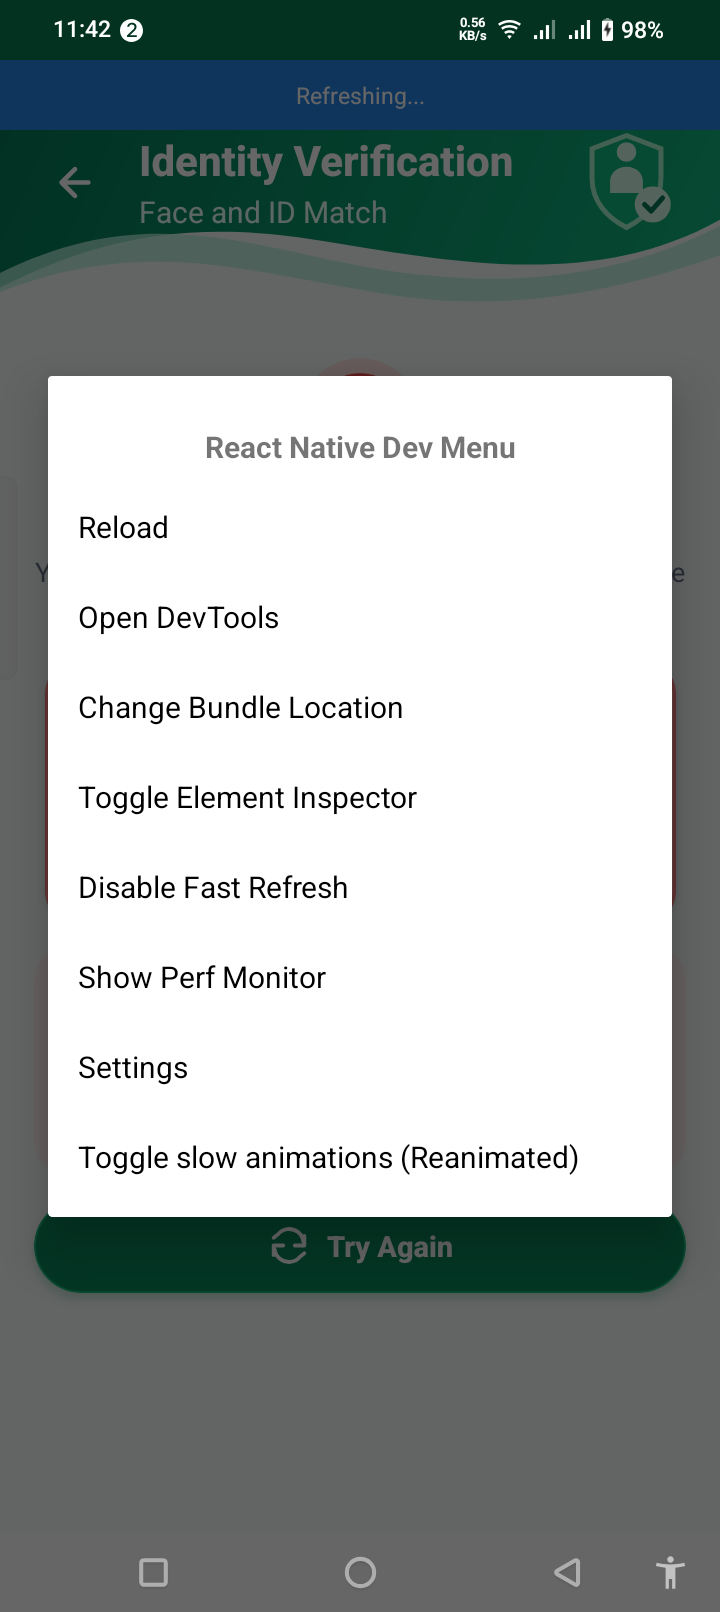 11:42 2 0.56 KB/s 98%
Refreshing...
Identity Verification
Face and ID Match
React Native Dev Menu
Reload
Open DevTools
Change Bundle Location
Toggle Element Inspector
Disable Fast Refresh
Show Perf Monitor
Settings
Toggle slow animations (Reanimated)
Try Again